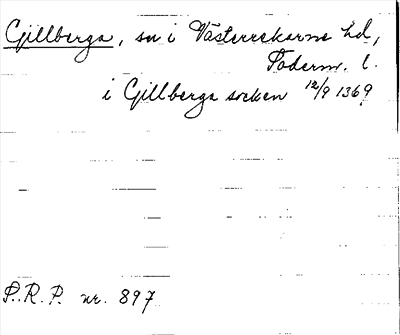 Gillberga, sn i Västerrekarne hd,
Söderm. l.
i Gillberga socken 12/9 1369
S.R.P. nr. 897